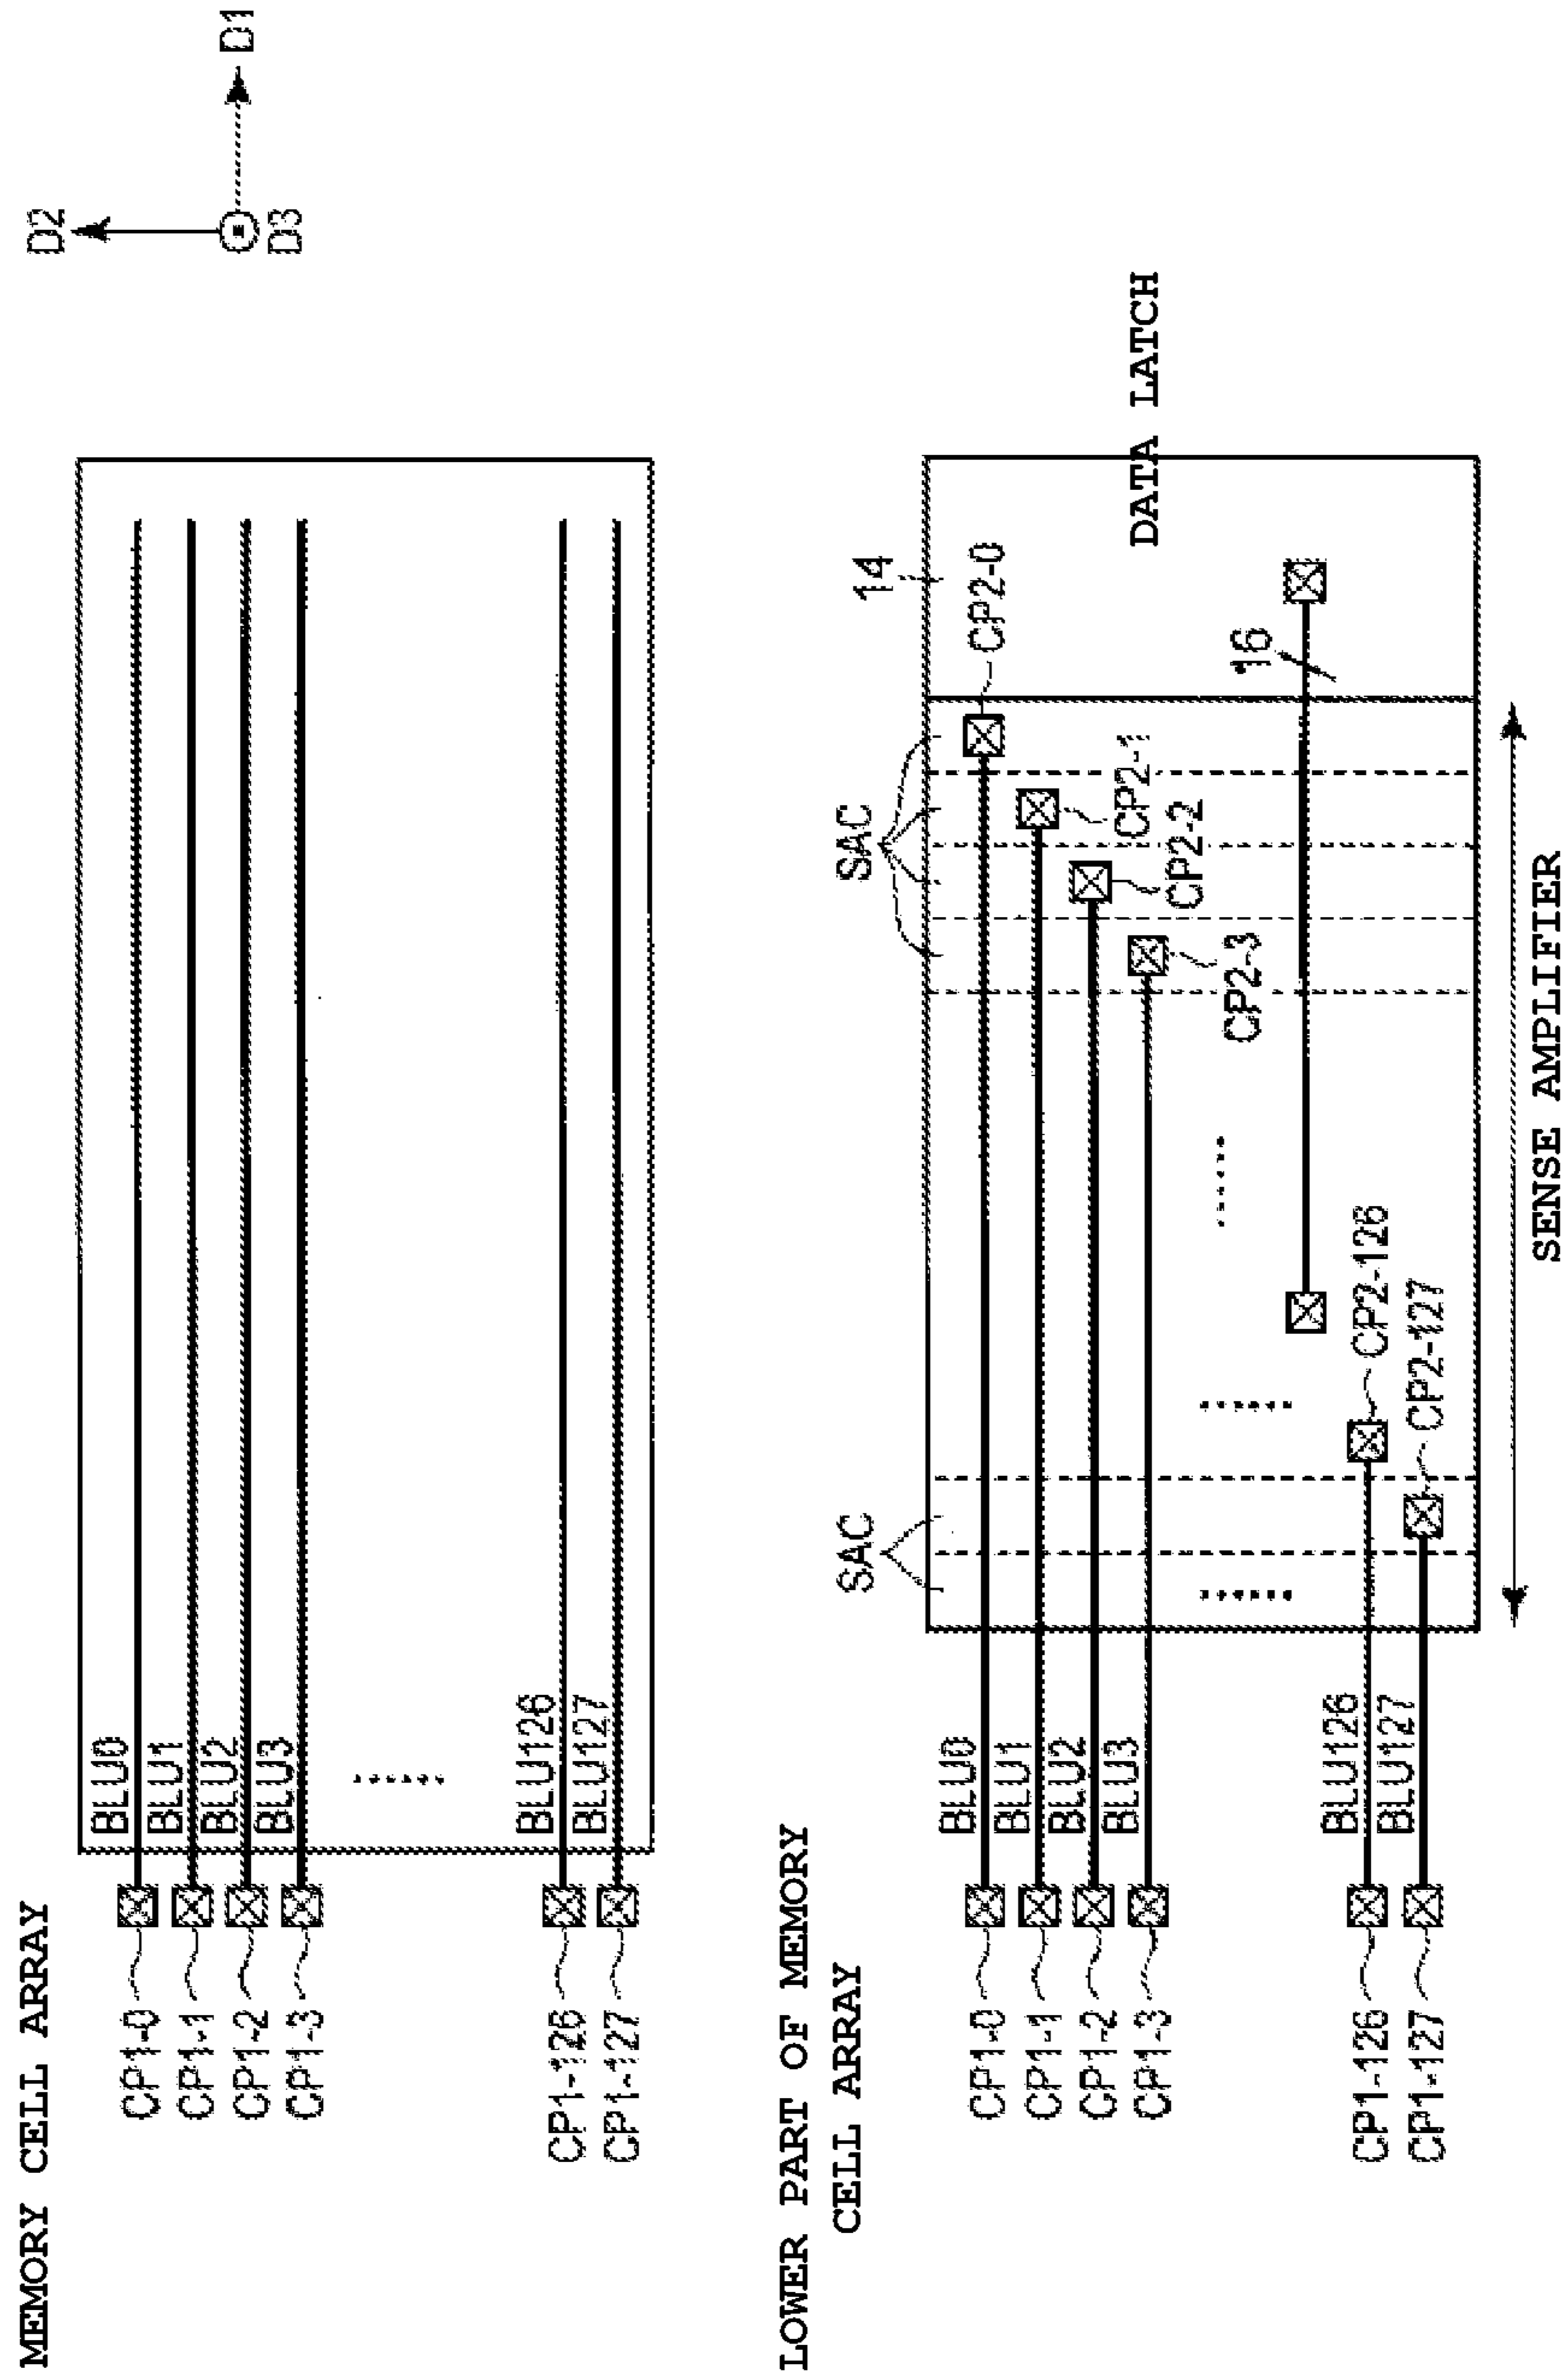 MEMORY CELL ARRAY
D2
D1
D3
BLU0
BLU1
BLU2
BLU3
BLU126
BLU127
CP1-0
CP1-1
CP1-2
CP1-3
CP1-126
CP1-127
LOWER PART OF MEMORY
CELL ARRAY
SAC
SAC
14
DATA LATCH
BLU0
BLU1
BLU2
BLU3
BLU126
BLU127
CP1-0
CP1-1
CP1-2
CP1-3
CP1-126
CP1-127
CP2-0
CP2-1
CP2-2
CP2-3
16
CP2-126
CP2-127
SENSE AMPLIFIER